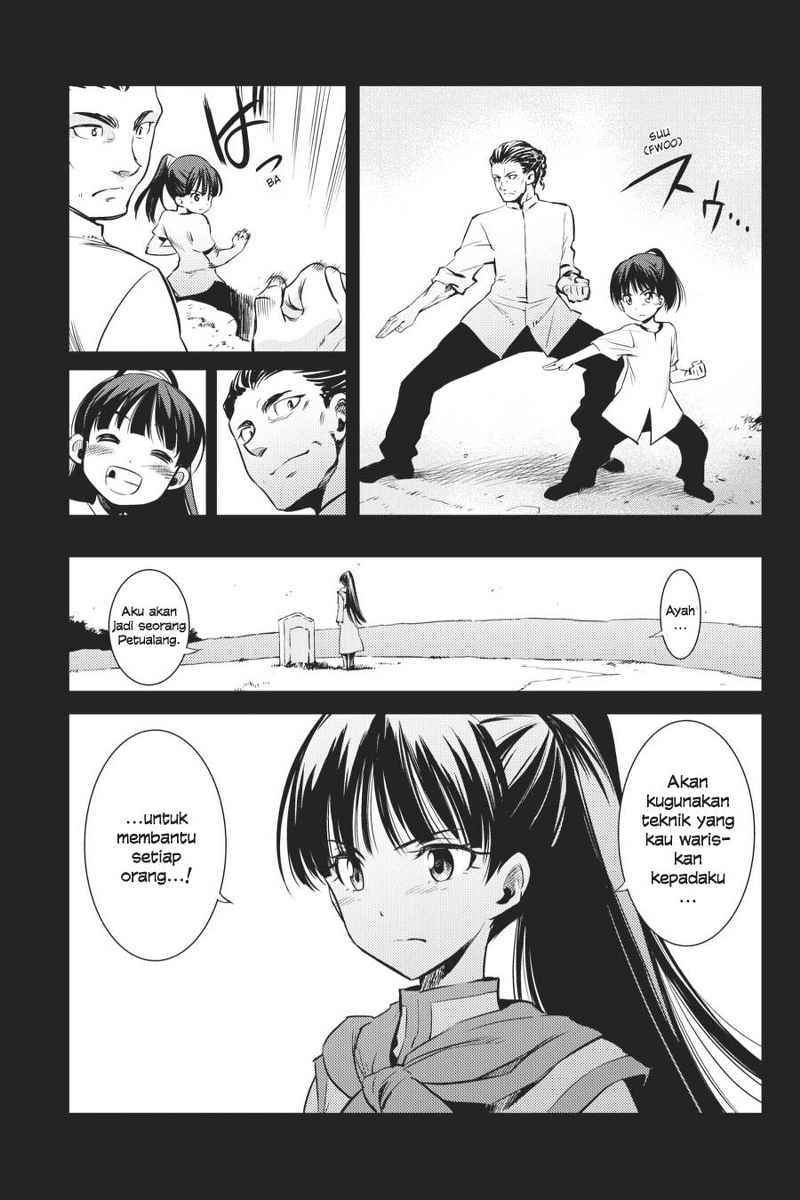 SUU
(FWOO)
スゥ…
ばっ
BA
Ayah
...
Aku akan
jadi seorang
Petualang.
Akan
kugunakan
teknik yang
kau waris-
kan
kepadaku
...
...untuk
membantu
setiap
orang...!